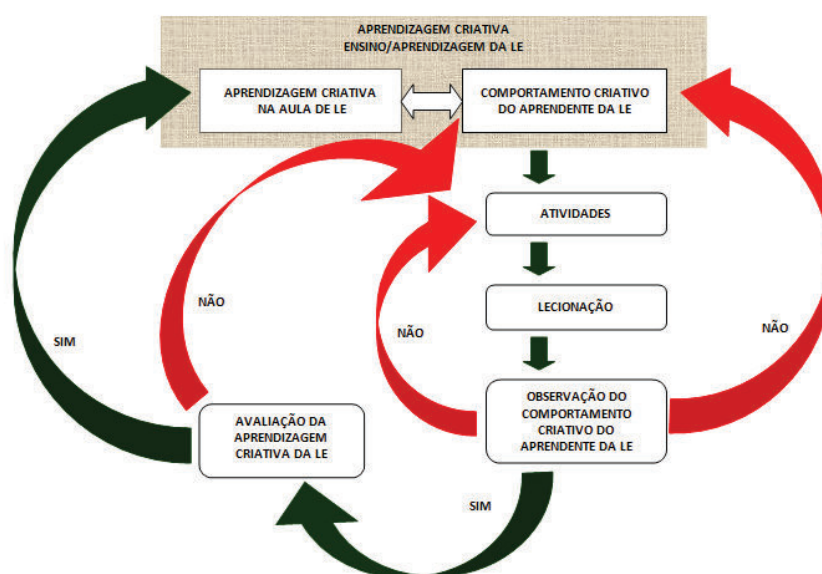 APRENDIZAGEM CRIATIVA
ENSINO/APRENDIZAGEM DA LE
APRENDIZAGEM CRIATIVA
NA AULA DE LE
COMPORTAMENTO CRIATIVO
DO APRENDENTE DA LE
ATIVIDADES
LECIONAÇÃO
NÃO
NÃO
NÃO
SIM
OBSERVAÇÃO DO
COMPORTAMENTO
CRIATIVO DO
APRENDENTE DA LE
AVALIAÇÃO DA
APRENDIZAGEM
CRIATIVA DA LE
SIM